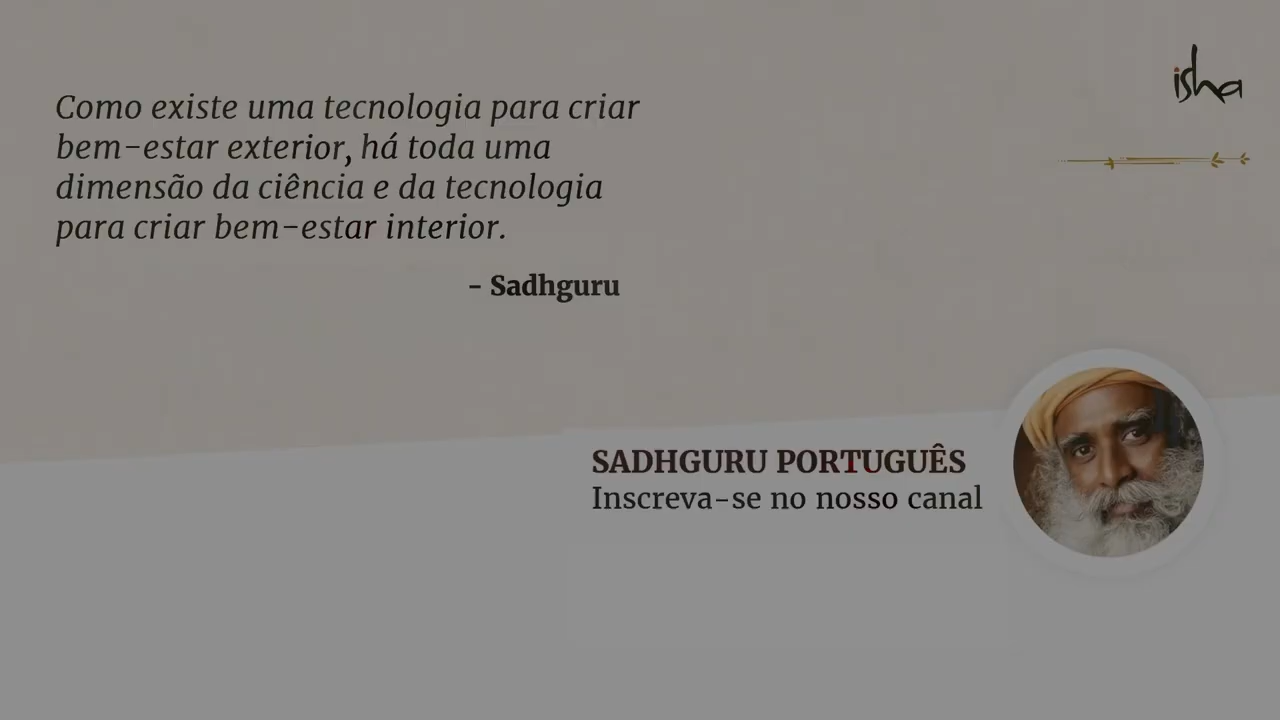 Como existe uma tecnologia para criar
bem-estar exterior, há toda uma
dimensão da ciência e da tecnologia
para criar bem-estar interior.
- Sadhguru
isha
SADHGURU PORTUGUÊS
Inscreva-se no nosso canal